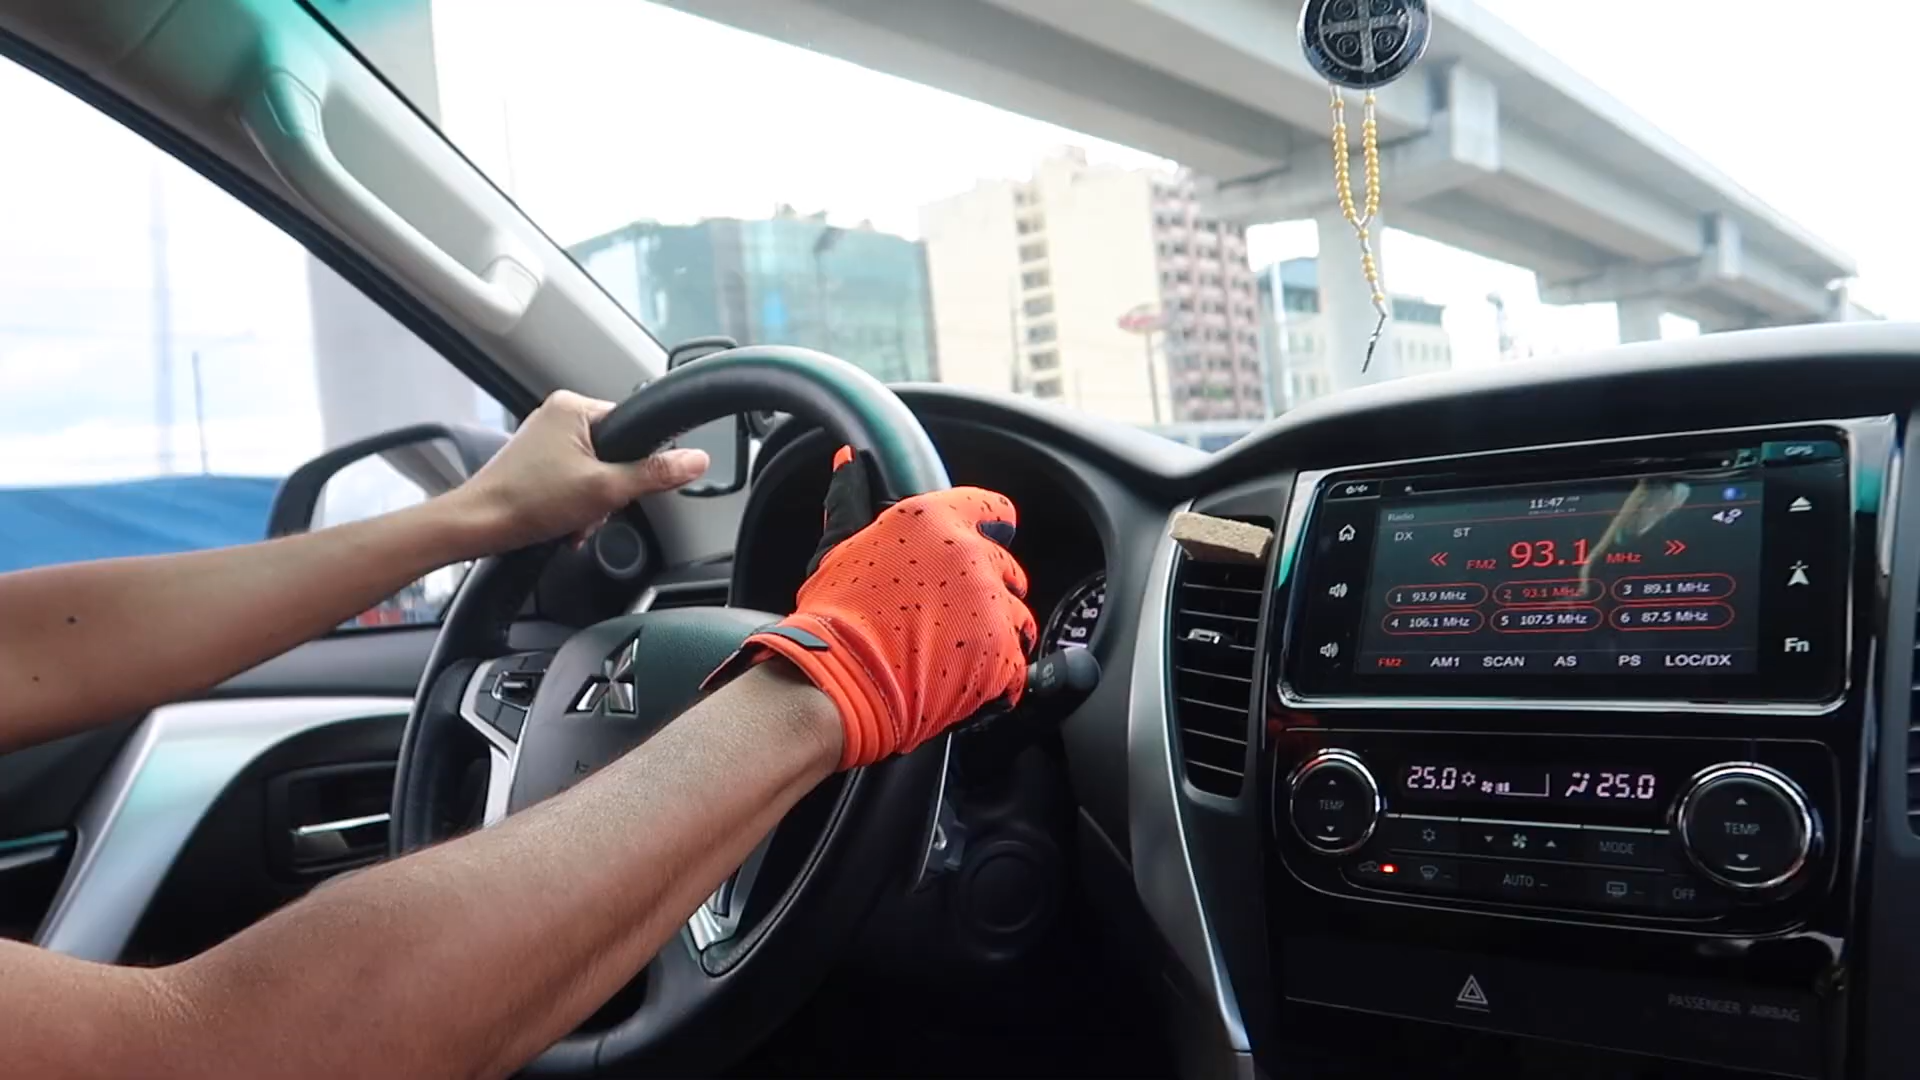 GPS
11:47
Radio
DX ST
FM2 93.1 MHz
1 93.9 MHz 2 93.1 MHz 3 89.1 MHz
4 106.1 MHz 5 107.5 MHz 6 87.5 MHz
FM2 AM1 SCAN AS PS LOC/DX
Fn
80
60
25.0 25.0
TEMP TEMP
MODE
AUTO OFF
PASSENGER AIRBAG